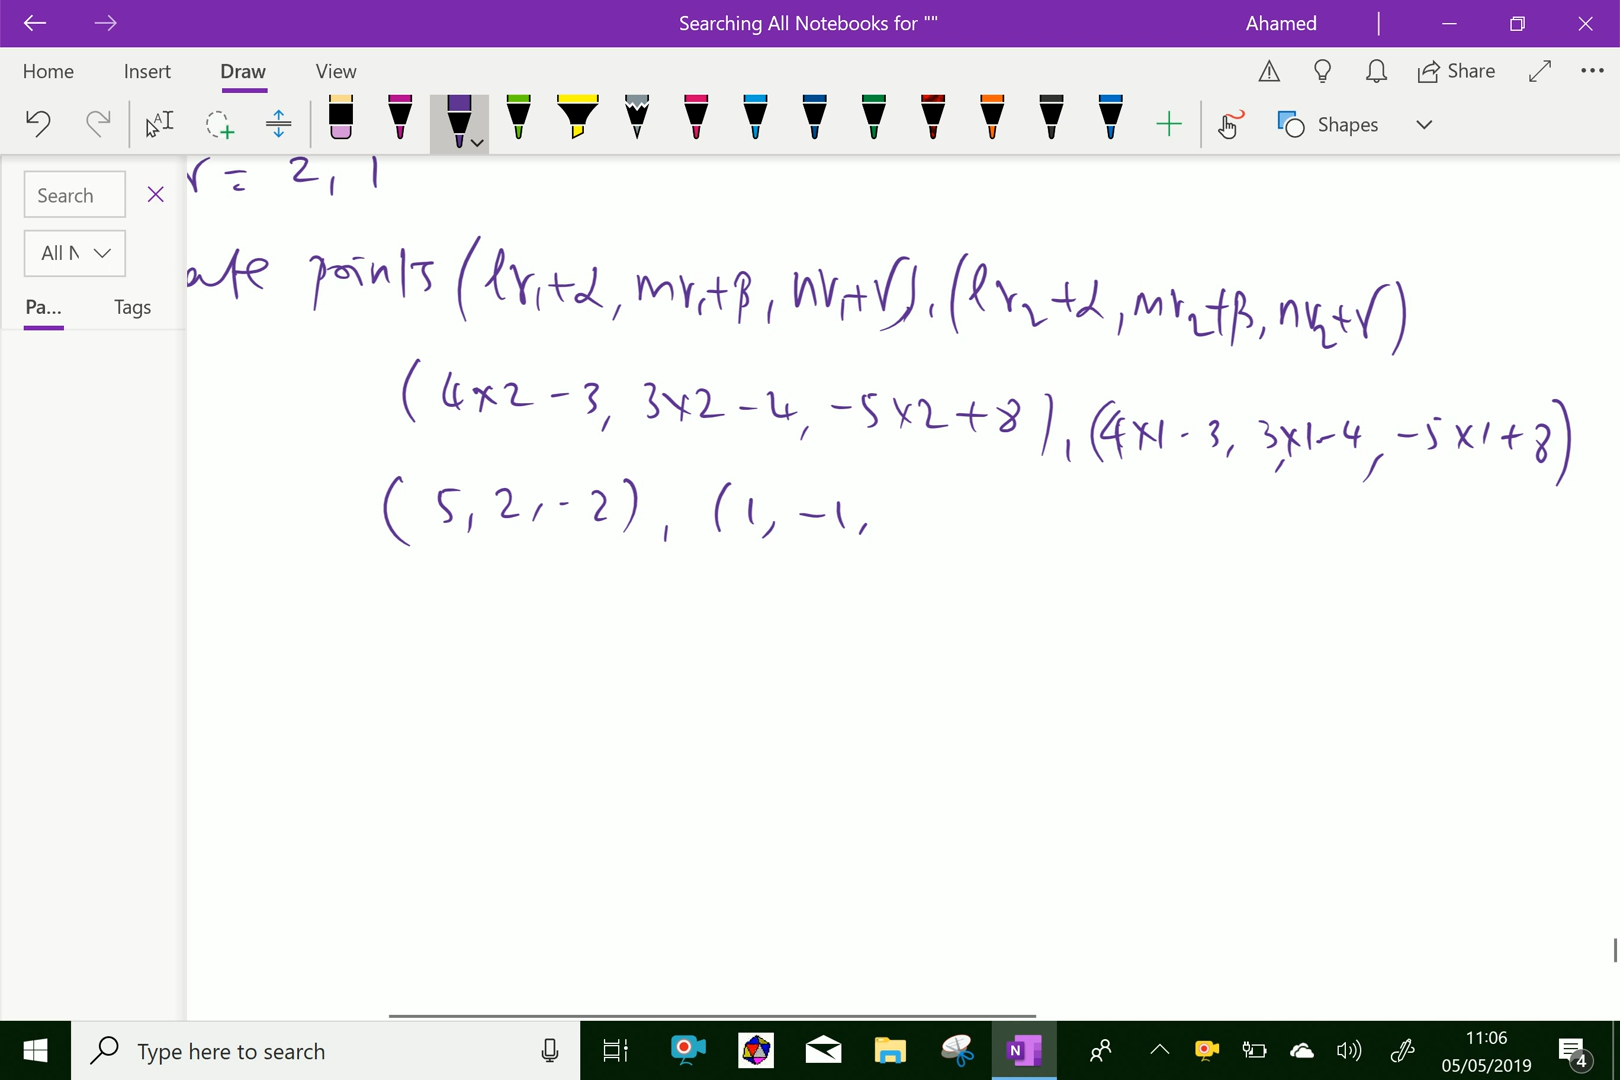 Searching All Notebooks for ""
Ahamed
Home Insert Draw View
Share
Shapes
Search
All N
Pa... Tags
r = 2, 1
ate points (lr₁+α, mr₁+β, nr₁+γ), (lr₂+α, mr₂+β, nr₂+γ)
(4×2-3, 3×2-4, -5×2+8), (4×1-3, 3×1-4, -5×1+8)
(5, 2, -2), (1, -1,
Type here to search
11:06
05/05/2019
4